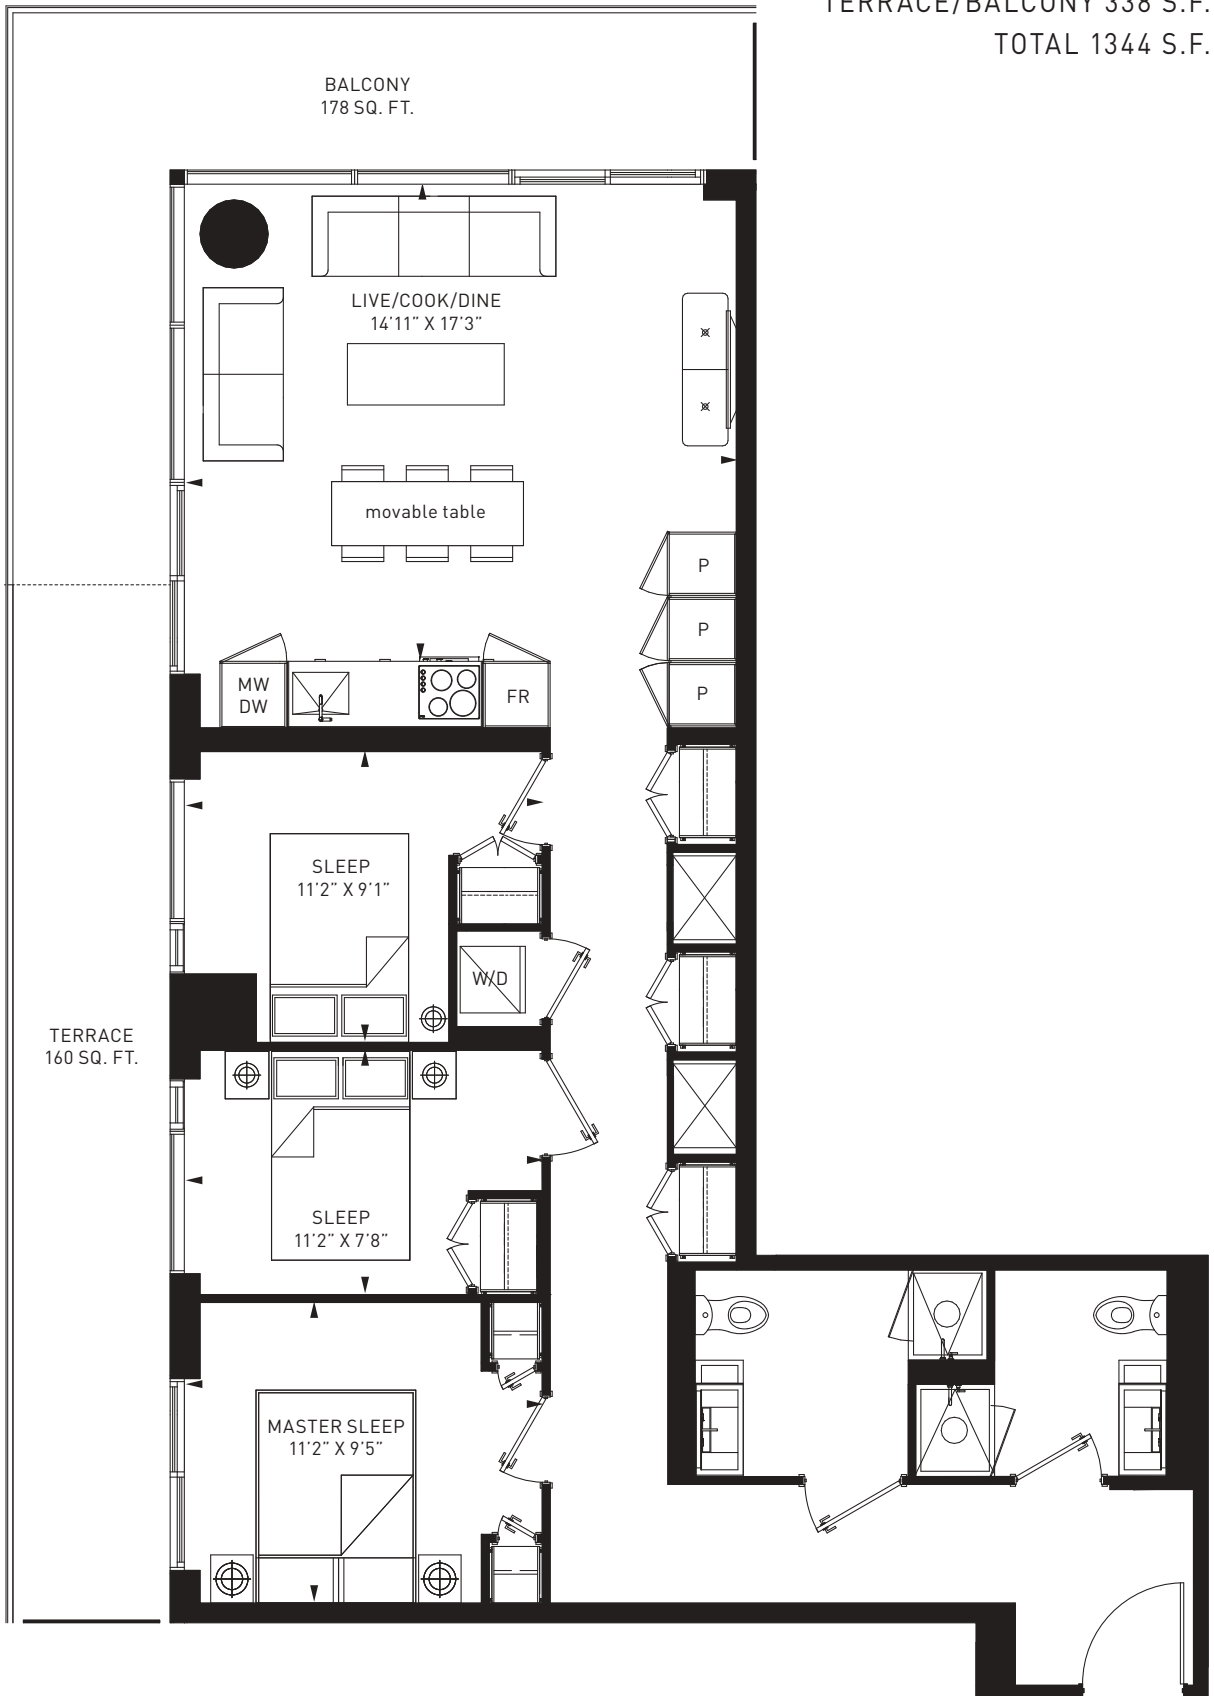 TERRACE/BALCONY 338 S.F.
TOTAL 1344 S.F.
BALCONY
178 SQ. FT.
LIVE/COOK/DINE
14'11" X 17'3"
movable table
P
P
P
MW
DW
FR
SLEEP
11'2" X 9'1"
W/D
TERRACE
160 SQ. FT.
SLEEP
11'2" X 7'8"
MASTER SLEEP
11'2" X 9'5"